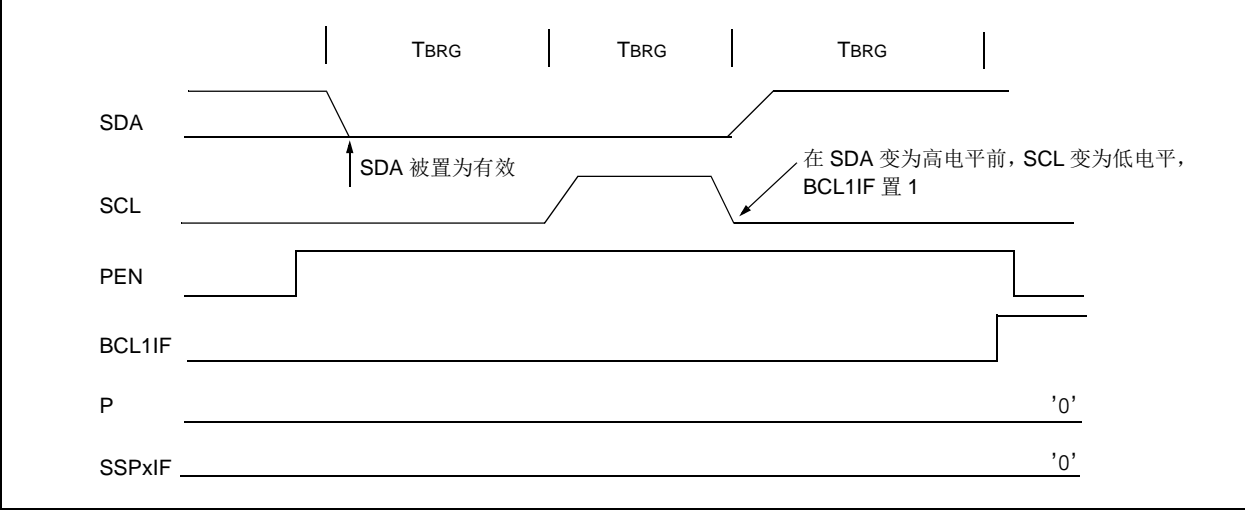 TBRG TBRG TBRG
SDA
SDA 被置为有效
在 SDA 变为高电平前，SCL 变为低电平，
BCL1IF 置 1
SCL
PEN
BCL1IF
P '0'
SSPxIF '0'